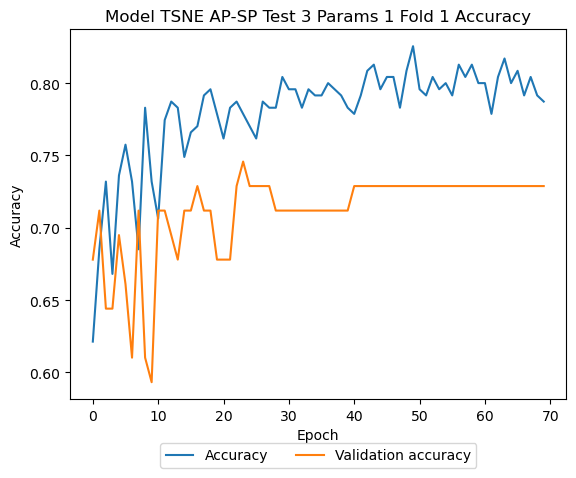 Model TSNE AP-SP Test 3 Params 1 Fold 1 Accuracy
0.80
0.75
0.70
0.65
0.60
Accuracy
0 10 20 30 40 50 60 70
Epoch
Accuracy Validation accuracy